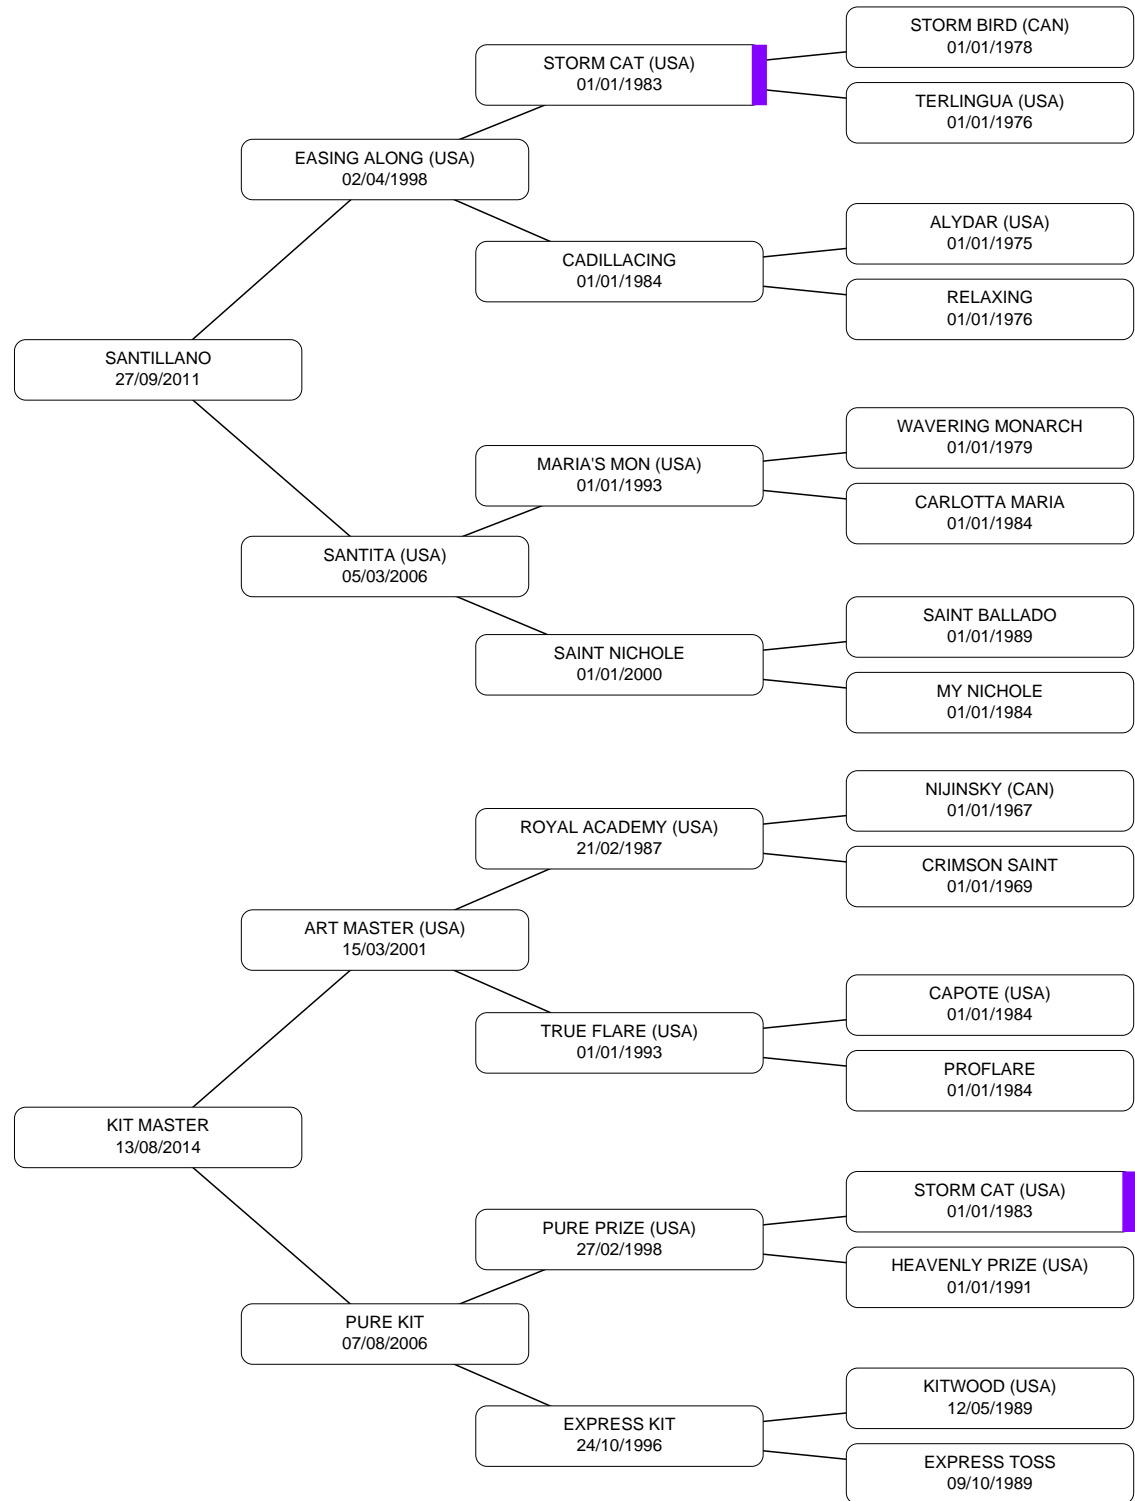 STORM BIRD (CAN)
01/01/1978
STORM CAT (USA)
01/01/1983
TERLINGUA (USA)
01/01/1976
EASING ALONG (USA)
02/04/1998
ALYDAR (USA)
01/01/1975
CADILLACING
01/01/1984
RELAXING
01/01/1976
SANTILLANO
27/09/2011
WAVERING MONARCH
01/01/1979
MARIA'S MON (USA)
01/01/1993
CARLOTTA MARIA
01/01/1984
SANTITA (USA)
05/03/2006
SAINT BALLADO
01/01/1989
SAINT NICHOLE
01/01/2000
MY NICHOLE
01/01/1984
NIJINSKY (CAN)
01/01/1967
ROYAL ACADEMY (USA)
21/02/1987
CRIMSON SAINT
01/01/1969
ART MASTER (USA)
15/03/2001
CAPOTE (USA)
01/01/1984
TRUE FLARE (USA)
01/01/1993
PROFLARE
01/01/1984
KIT MASTER
13/08/2014
STORM CAT (USA)
01/01/1983
PURE PRIZE (USA)
27/02/1998
HEAVENLY PRIZE (USA)
01/01/1991
PURE KIT
07/08/2006
KITWOOD (USA)
12/05/1989
EXPRESS KIT
24/10/1996
EXPRESS TOSS
09/10/1989